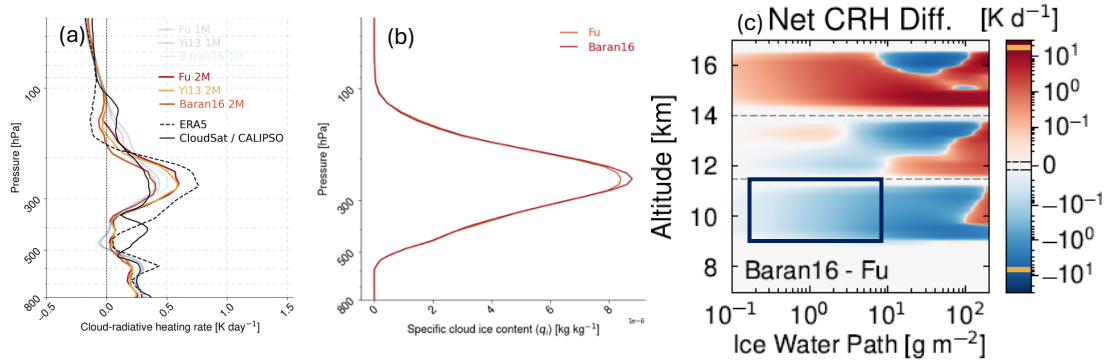 (a)
Fu 1M
Yi13 1M
Baran16 1M
Fu 2M
Yi13 2M
Baran16 2M
ERA5
CloudSat / CALIPSO
Pressure [hPa]
100
300
500
800
−0.5
0.0
0.5
1.0
1.5
Cloud-radiative heating rate [K day⁻¹]
(b)
Fu
Baran16
Pressure [hPa]
100
300
500
800
0
2
4
6
8
1e−6
Specific cloud ice content (qᵢ) [kg kg⁻¹]
(c)
Net CRH Diff.
[K d⁻¹]
Altitude [km]
16
14
12
10
8
Baran16 - Fu
10⁻¹
10⁰
10¹
10²
Ice Water Path [g m⁻²]
10¹
10⁰
10⁻¹
0
−10⁻¹
−10⁰
−10¹